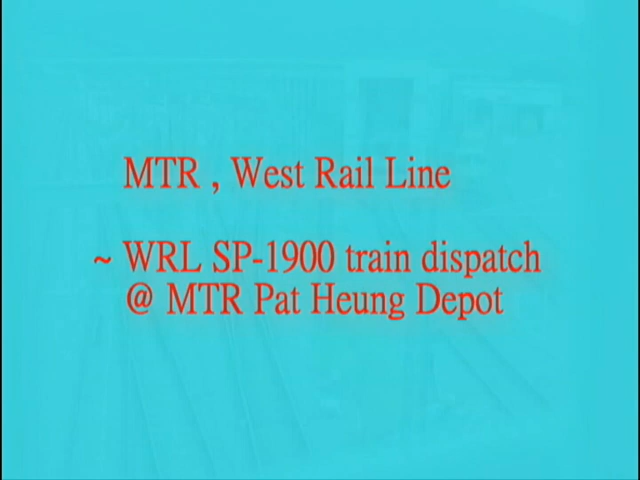 MTR , West Rail Line
~ WRL SP-1900 train dispatch
@ MTR Pat Heung Depot